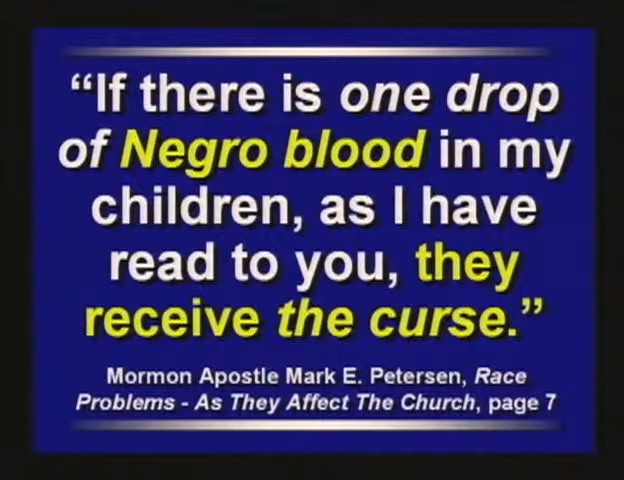 “If there is one drop
of Negro blood in my
children, as I have
read to you, they
receive the curse.”
Mormon Apostle Mark E. Petersen, Race
Problems - As They Affect The Church, page 7